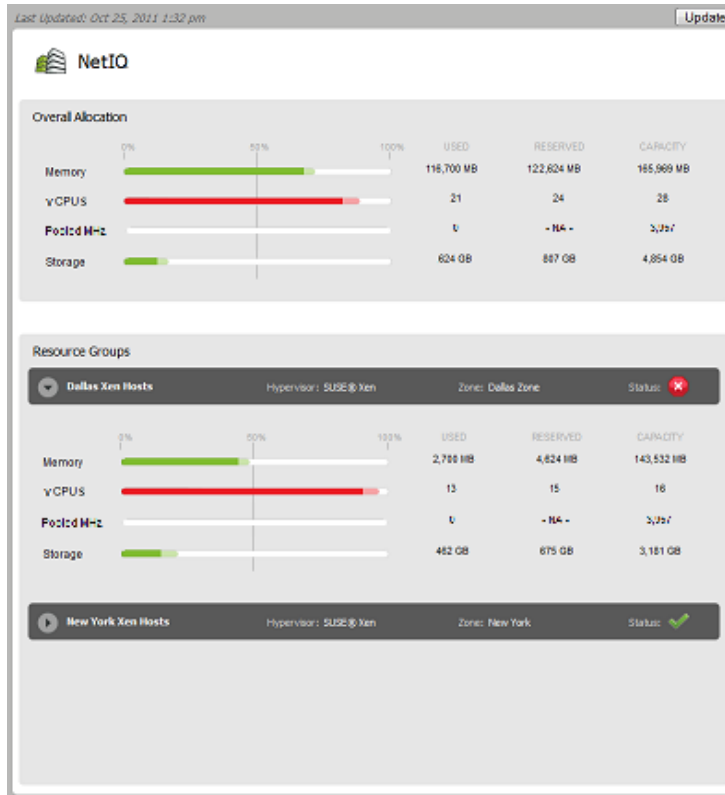 Last Updated: Oct 25, 2011 1:32 pm Update
NetIQ
Overall Allocation
0% 50% 100% USED RESERVED CAPACITY
Memory 116,700 MB 122,624 MB 165,969 MB
vCPUS 21 24 28
Pooled MHz 0 - NA - 3,957
Storage 624 GB 807 GB 4,854 GB
Resource Groups
Dallas Xen Hosts Hypervisor: SUSE® Xen Zone: Dallas Zone Status:
0% 50% 100% USED RESERVED CAPACITY
Memory 2,700 MB 4,624 MB 143,532 MB
vCPUS 13 15 16
Pooled MHz 0 - NA - 3,957
Storage 462 GB 675 GB 3,181 GB
New York Xen Hosts Hypervisor: SUSE® Xen Zone: New York Status: